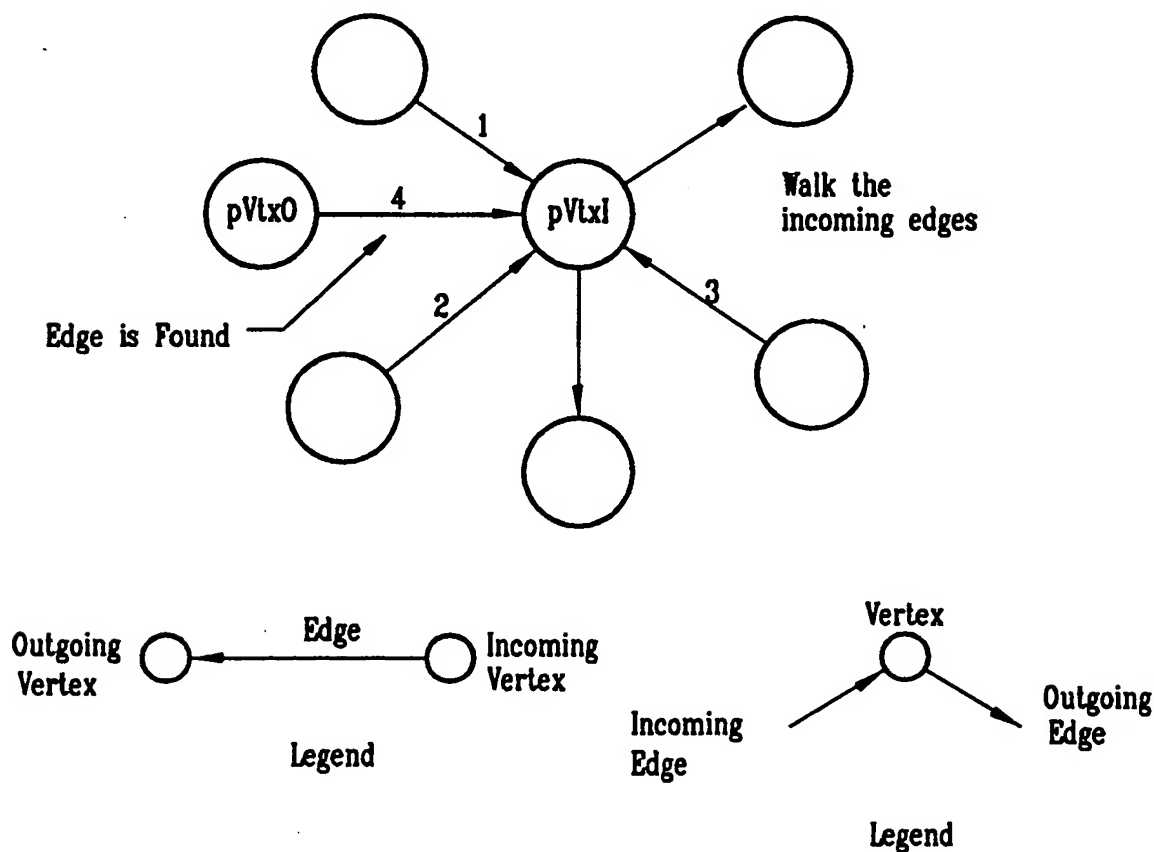 1
pVtxO
4
pVtxI
Walk the
incoming edges
2
3
Edge is Found
Outgoing
Vertex
Edge
Incoming
Vertex
Legend
Vertex
Incoming
Edge
Outgoing
Edge
Legend